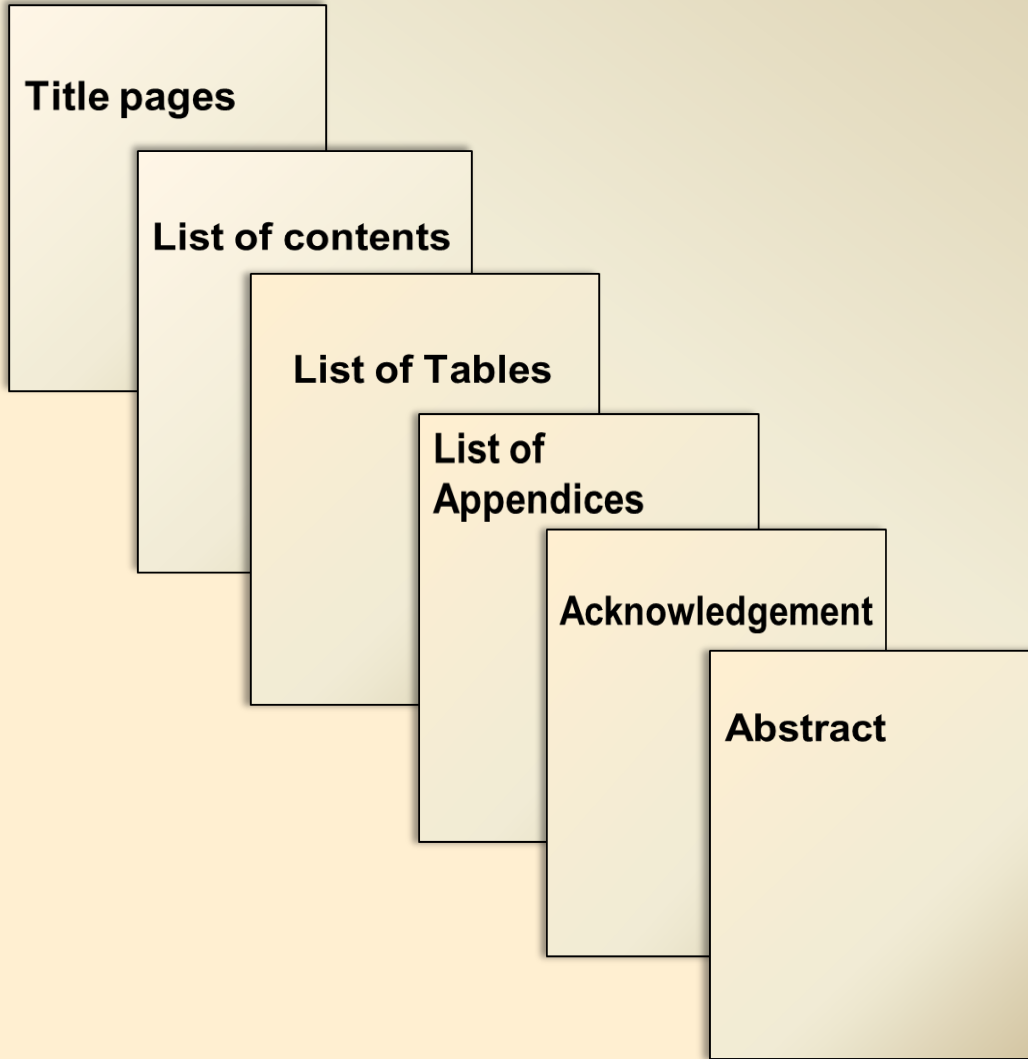 Title pages
List of contents
List of Tables
List of
Appendices
Acknowledgement
Abstract